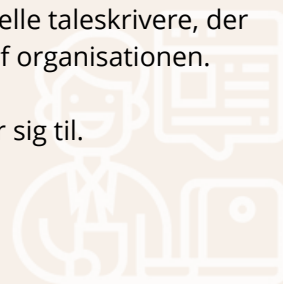 elle taleskrivere, der
f organisationen.
r sig til.